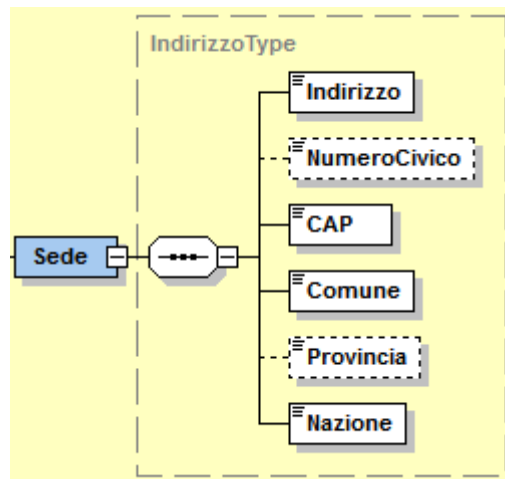 IndirizzoType
Indirizzo
NumeroCivico
CAP
Sede
Comune
Provincia
Nazione